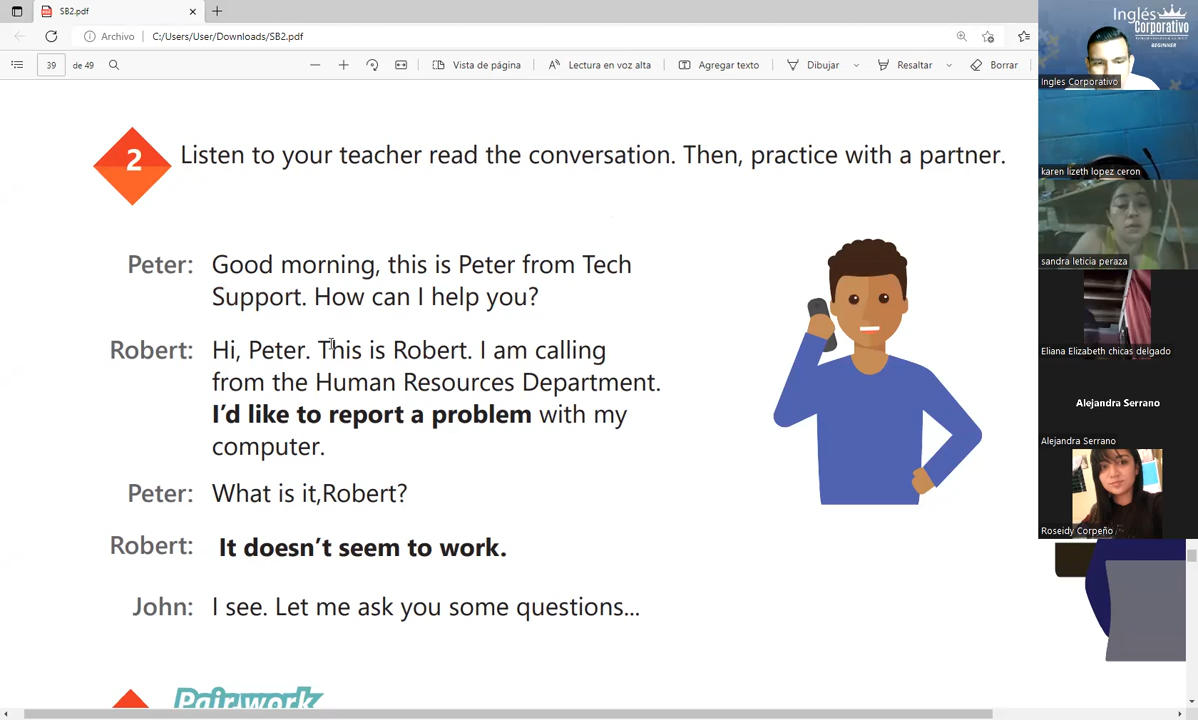 SB2.pdf
Archivo C:/Users/User/Downloads/SB2.pdf
39 de 49 Vista de página Lectura en voz alta Agregar texto Dibujar Resaltar Borrar
2 Listen to your teacher read the conversation. Then, practice with a partner.
Peter: Good morning, this is Peter from Tech
Support. How can I help you?
Robert: Hi, Peter. This is Robert. I am calling
from the Human Resources Department.
I'd like to report a problem with my
computer.
Peter: What is it,Robert?
Robert: It doesn't seem to work.
John: I see. Let me ask you some questions...
Pair work
Inglés
Corporativo
BEGINNER
Ingles Corporativo
karen lizeth lopez ceron
sandra leticia peraza
Eliana Elizabeth chicas delgado
Alejandra Serrano
Alejandra Serrano
Roseidy Corpeño